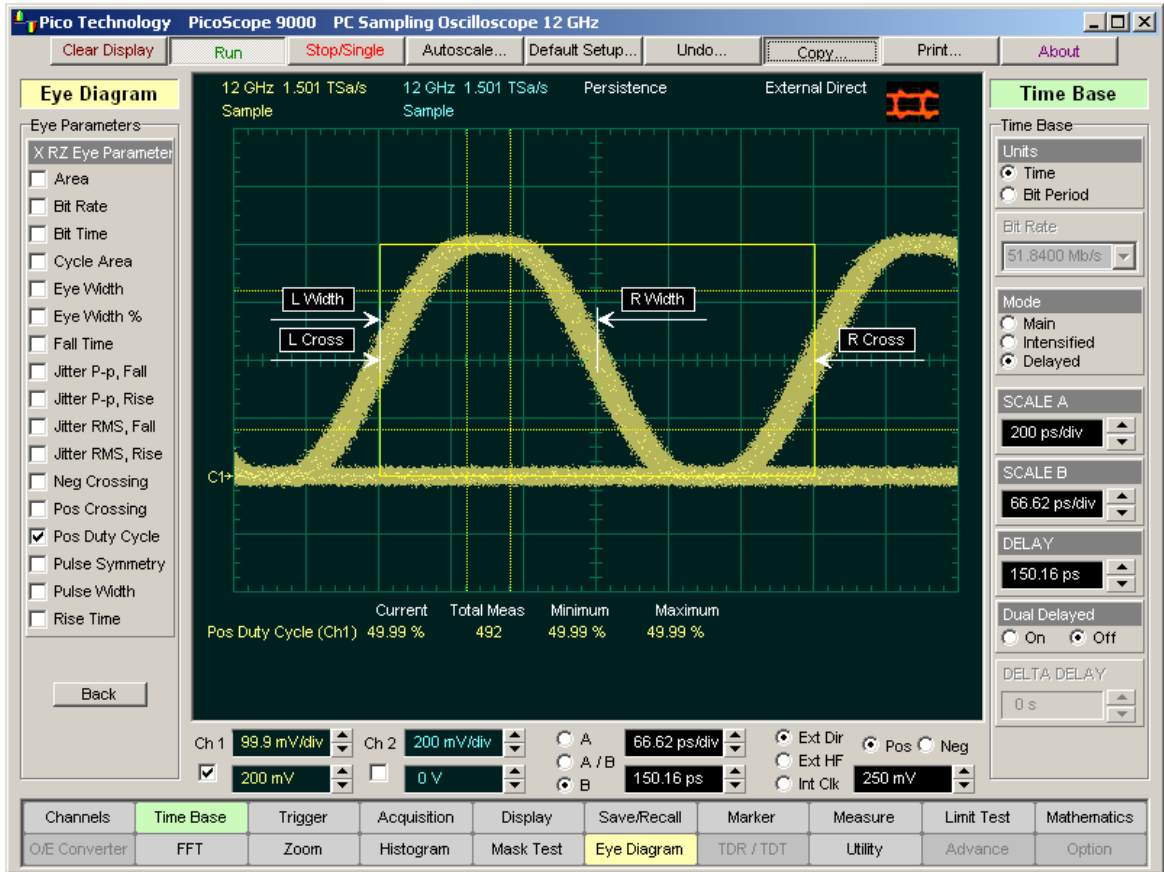 Pico Technology PicoScope 9000 PC Sampling Oscilloscope 12 GHz
Clear Display Run Stop/Single Autoscale... Default Setup... Undo... Copy... Print... About
Eye Diagram
Eye Parameters
X RZ Eye Parameter
Area
Bit Rate
Bit Time
Cycle Area
Eye Width
Eye Width %
Fall Time
Jitter P-p, Fall
Jitter P-p, Rise
Jitter RMS, Fall
Jitter RMS, Rise
Neg Crossing
Pos Crossing
Pos Duty Cycle
Pulse Symmetry
Pulse Width
Rise Time
Back
12 GHz 1.501 TSa/s 12 GHz 1.501 TSa/s Persistence External Direct
Sample Sample
L Width R Width
L Cross R Cross
C1
Current Total Meas Minimum Maximum
Pos Duty Cycle (Ch1) 49.99 % 492 49.99 % 49.99 %
Time Base
Time Base
Units
Time
Bit Period
Bit Rate
51.8400 Mb/s
Mode
Main
Intensified
Delayed
SCALE A
200 ps/div
SCALE B
66.62 ps/div
DELAY
150.16 ps
Dual Delayed
On Off
DELTA DELAY
0 s
Ch 1 99.9 mV/div Ch 2 200 mV/div A 66.62 ps/div Ext Dir Pos Neg
A / B Ext HF
200 mV 0 V B 150.16 ps Int Clk 250 mV
Channels Time Base Trigger Acquisition Display Save/Recall Marker Measure Limit Test Mathematics
O/E Converter FFT Zoom Histogram Mask Test Eye Diagram TDR / TDT Utility Advance Option